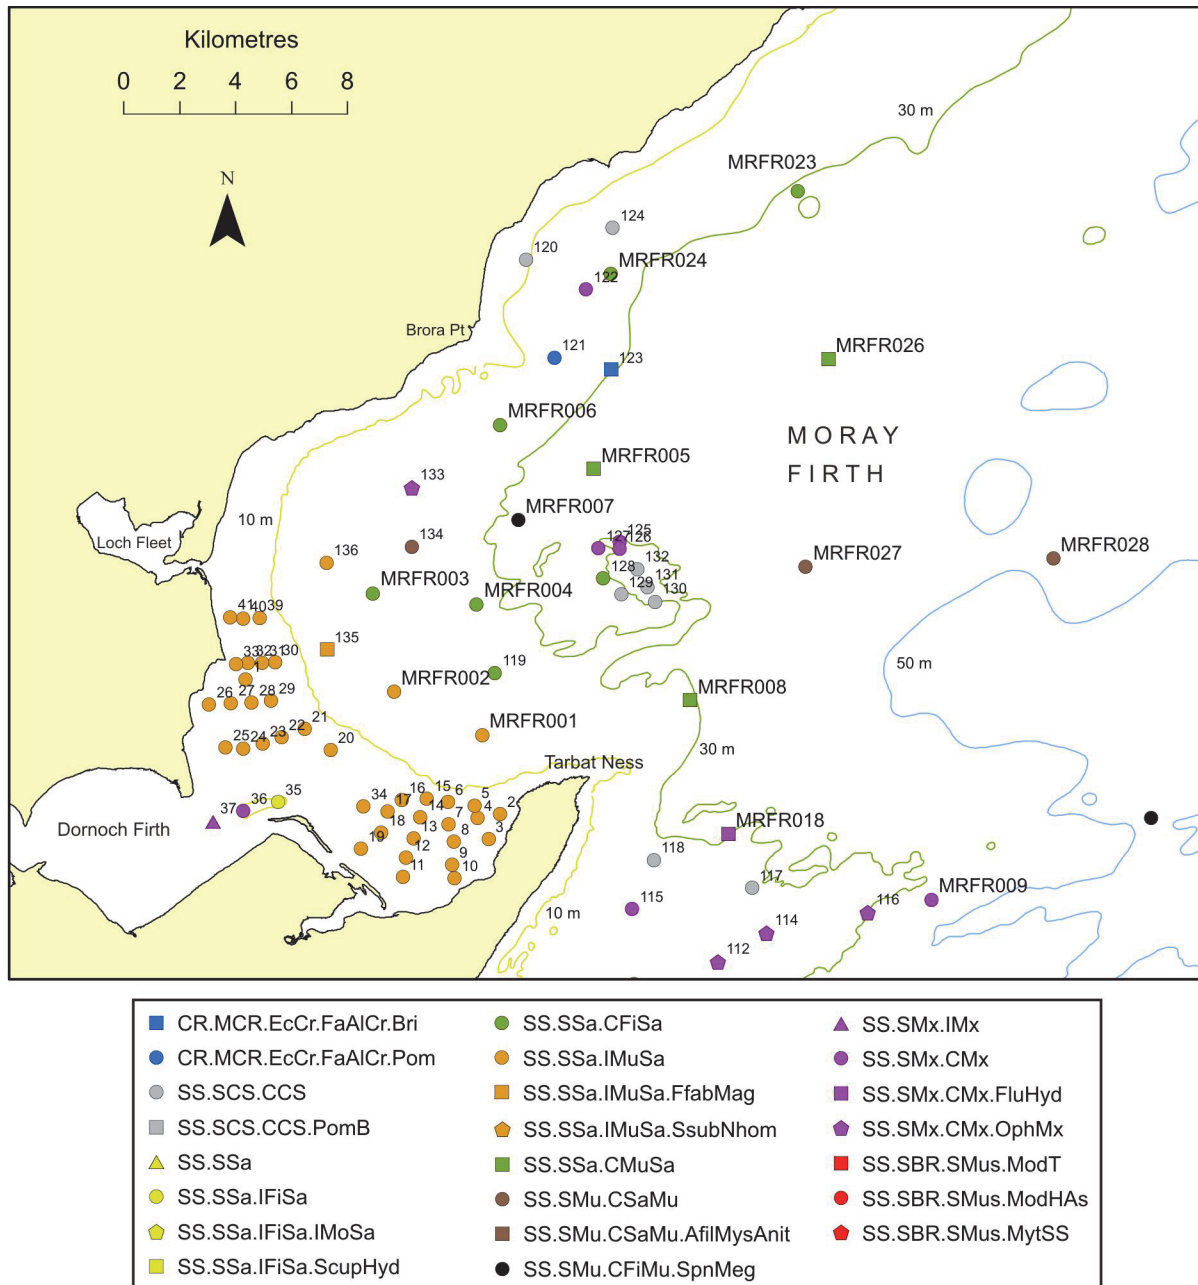 Kilometres
0 2 4 6 8
N
30 m
MRFR023
124
120
MRFR024
122
Brora Pt
121
123
MRFR026
MRFR006
MORAY
FIRTH
MRFR005
133
MRFR007
10 m
Loch Fleet
134
125
127 126
136
132
MRFR027
MRFR028
MRFR003
128
131
MRFR004
129
130
41 40 39
135
119
33 32 31 30
1
50 m
MRFR002
MRFR008
26 27 28 29
MRFR001
21
22
23
25 24
20
30 m
Tarbat Ness
35
36
37
Dornoch Firth
34 17 16 15 6 5 2
14 7 4
18 13 8 3
19 12
9
11 10
MRFR018
118
117
MRFR009
115
116
10 m
114
112
CR.MCR.EcCr.FaAlCr.Bri
CR.MCR.EcCr.FaAlCr.Pom
SS.SCS.CCS
SS.SCS.CCS.PomB
SS.SSa
SS.SSa.IFiSa
SS.SSa.IFiSa.IMoSa
SS.SSa.IFiSa.ScupHyd
SS.SSa.CFiSa
SS.SSa.IMuSa
SS.SSa.IMuSa.FfabMag
SS.SSa.IMuSa.SsubNhom
SS.SSa.CMuSa
SS.SMu.CSaMu
SS.SMu.CSaMu.AfilMysAnit
SS.SMu.CFiMu.SpnMeg
SS.SMx.IMx
SS.SMx.CMx
SS.SMx.CMx.FluHyd
SS.SMx.CMx.OphMx
SS.SBR.SMus.ModT
SS.SBR.SMus.ModHAs
SS.SBR.SMus.MytSS